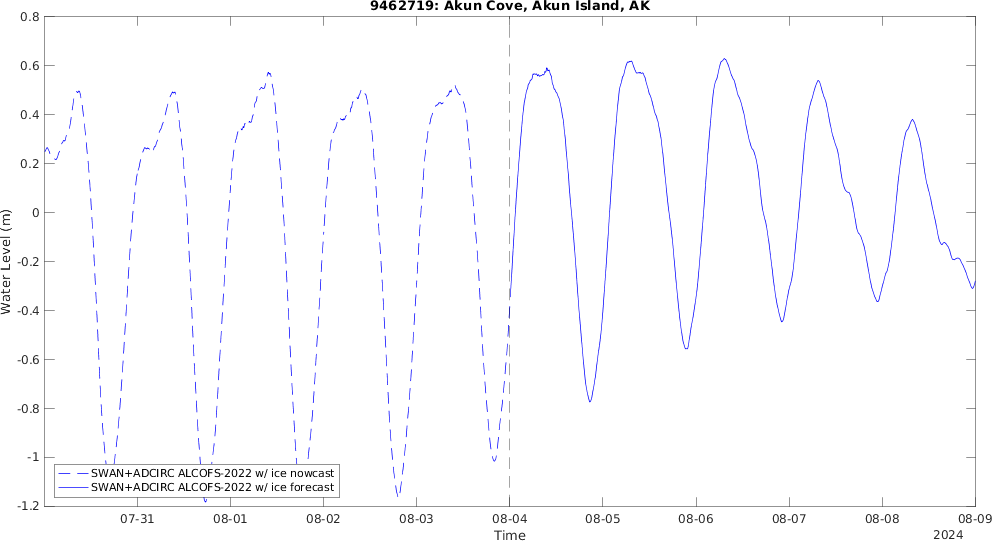 9462719: Akun Cove, Akun Island, AK
0.8
0.6
0.4
0.2
0
-0.2
-0.4
-0.6
-0.8
-1
-1.2
Water Level (m)
SWAN+ADCIRC ALCOFS-2022 w/ ice nowcast
SWAN+ADCIRC ALCOFS-2022 w/ ice forecast
07-31 08-01 08-02 08-03 08-04 08-05 08-06 08-07 08-08 08-09
Time
2024